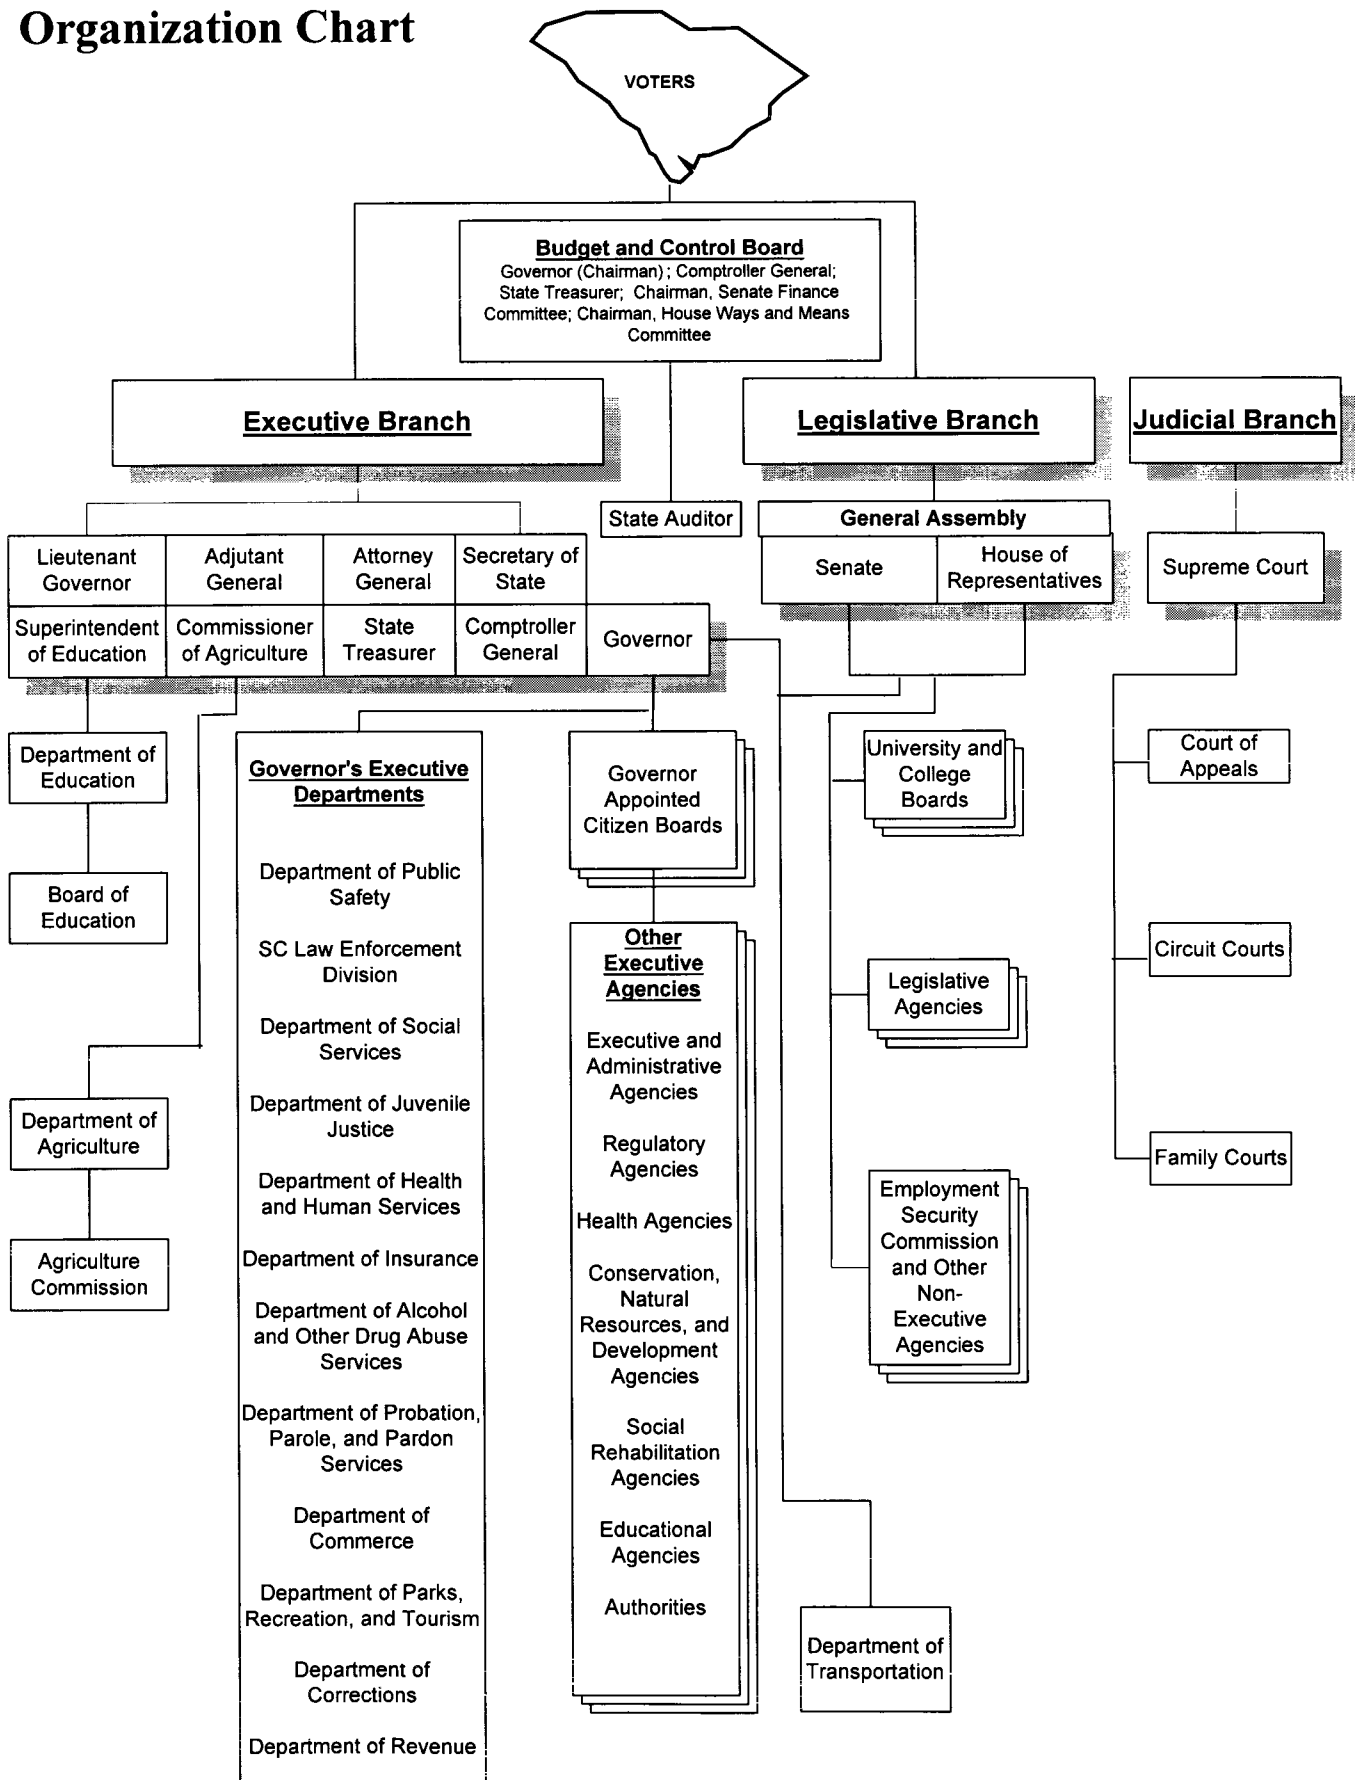 Organization Chart
VOTERS
Budget and Control Board
Governor (Chairman) ; Comptroller General;
State Treasurer; Chairman, Senate Finance
Committee; Chairman, House Ways and Means
Committee
Executive Branch
Legislative Branch
Judicial Branch
State Auditor
General Assembly
Senate
House of
Representatives
Supreme Court
Lieutenant
Governor
Adjutant
General
Attorney
General
Secretary of
State
Superintendent
of Education
Commissioner
of Agriculture
State
Treasurer
Comptroller
General
Governor
Department of
Education
Board of
Education
Department of
Agriculture
Agriculture
Commission
Governor's Executive
Departments
Department of Public
Safety
SC Law Enforcement
Division
Department of Social
Services
Department of Juvenile
Justice
Department of Health
and Human Services
Department of Insurance
Department of Alcohol
and Other Drug Abuse
Services
Department of Probation,
Parole, and Pardon
Services
Department of
Commerce
Department of Parks,
Recreation, and Tourism
Department of
Corrections
Department of Revenue
Governor
Appointed
Citizen Boards
Other
Executive
Agencies
Executive and
Administrative
Agencies
Regulatory
Agencies
Health Agencies
Conservation,
Natural
Resources, and
Development
Agencies
Social
Rehabilitation
Agencies
Educational
Agencies
Authorities
University and
College
Boards
Legislative
Agencies
Employment
Security
Commission
and Other
Non-
Executive
Agencies
Department of
Transportation
Court of
Appeals
Circuit Courts
Family Courts